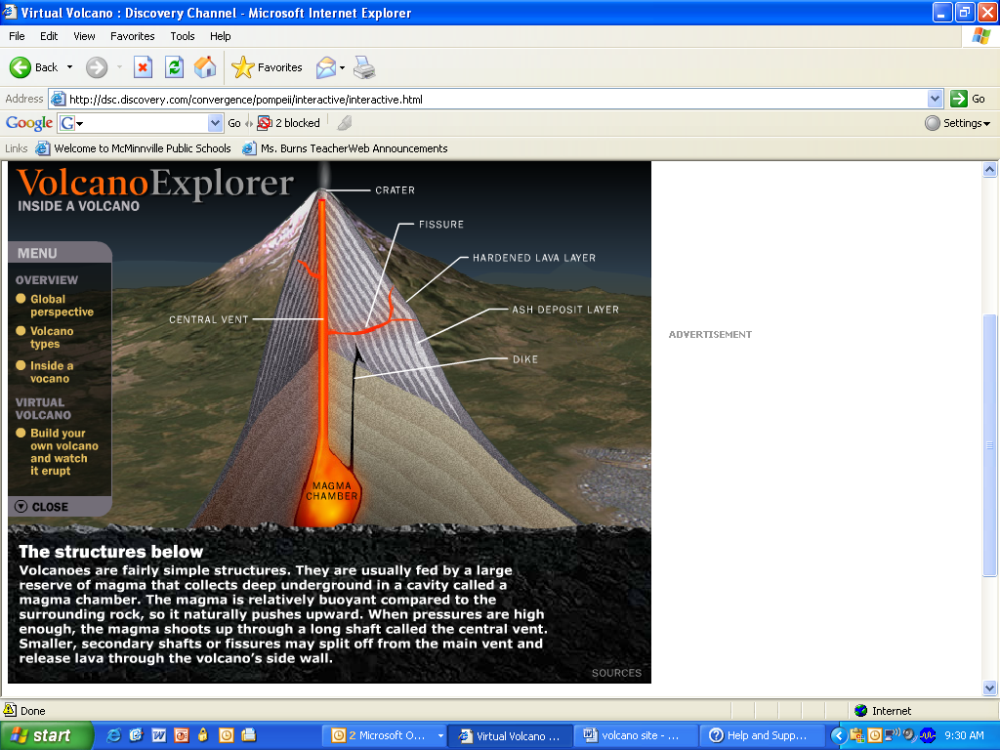 Virtual Volcano : Discovery Channel - Microsoft Internet Explorer
File Edit View Favorites Tools Help
Back Favorites
Address http://dsc.discovery.com/convergence/pompeii/interactive/interactive.html Go
Google G Go 2 blocked Settings
Links Welcome to McMinnville Public Schools Ms. Burns TeacherWeb Announcements
VolcanoExplorer
INSIDE A VOLCANO
CRATER
FISSURE
HARDENED LAVA LAYER
ASH DEPOSIT LAYER
CENTRAL VENT
DIKE
MAGMA
CHAMBER
MENU
OVERVIEW
Global
perspective
Volcano
types
Inside a
vocano
VIRTUAL
VOLCANO
Build your
own volcano
and watch
it erupt
CLOSE
ADVERTISEMENT
The structures below
Volcanoes are fairly simple structures. They are usually fed by a large
reserve of magma that collects deep underground in a cavity called a
magma chamber. The magma is relatively buoyant compared to the
surrounding rock, so it naturally pushes upward. When pressures are high
enough, the magma shoots up through a long shaft called the central vent.
Smaller, secondary shafts or fissures may split off from the main vent and
release lava through the volcano's side wall.
SOURCES
Done Internet
start 2 Microsoft O... Virtual Volcano ... volcano site - ... Help and Supp... 9:30 AM